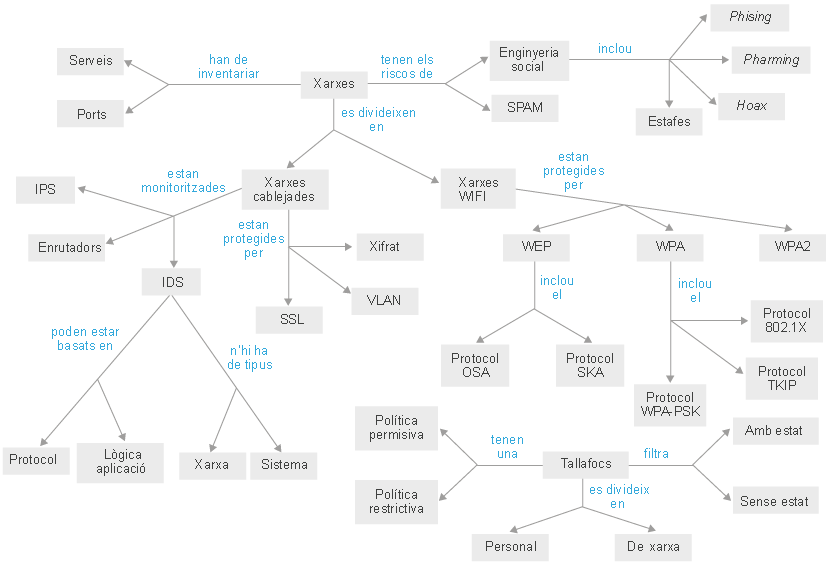 Phising
Serveis
han de
inventariar
tenen els
riscos de
Enginyeria
social
inclou
Pharming
Xarxes
Ports
SPAM
Hoax
Estafes
es divideixen
en
IPS
estan
monitoritzades
Xarxes
cablejades
Xarxes
WIFI
estan
protegides
per
Enrutadors
estan
protegides
per
Xifrat
WEP
WPA
WPA2
IDS
VLAN
SSL
inclou
el
inclou
el
Protocol
802.1X
poden estar
basats en
n'hi ha
de tipus
Protocol
OSA
Protocol
SKA
Protocol
TKIP
Protocol
WPA-PSK
Protocol
Lògica
aplicació
Xarxa
Sistema
Política
permisiva
tenen
una
Tallafocs
filtra
Amb estat
Política
restrictiva
es divideix
en
Sense estat
Personal
De xarxa